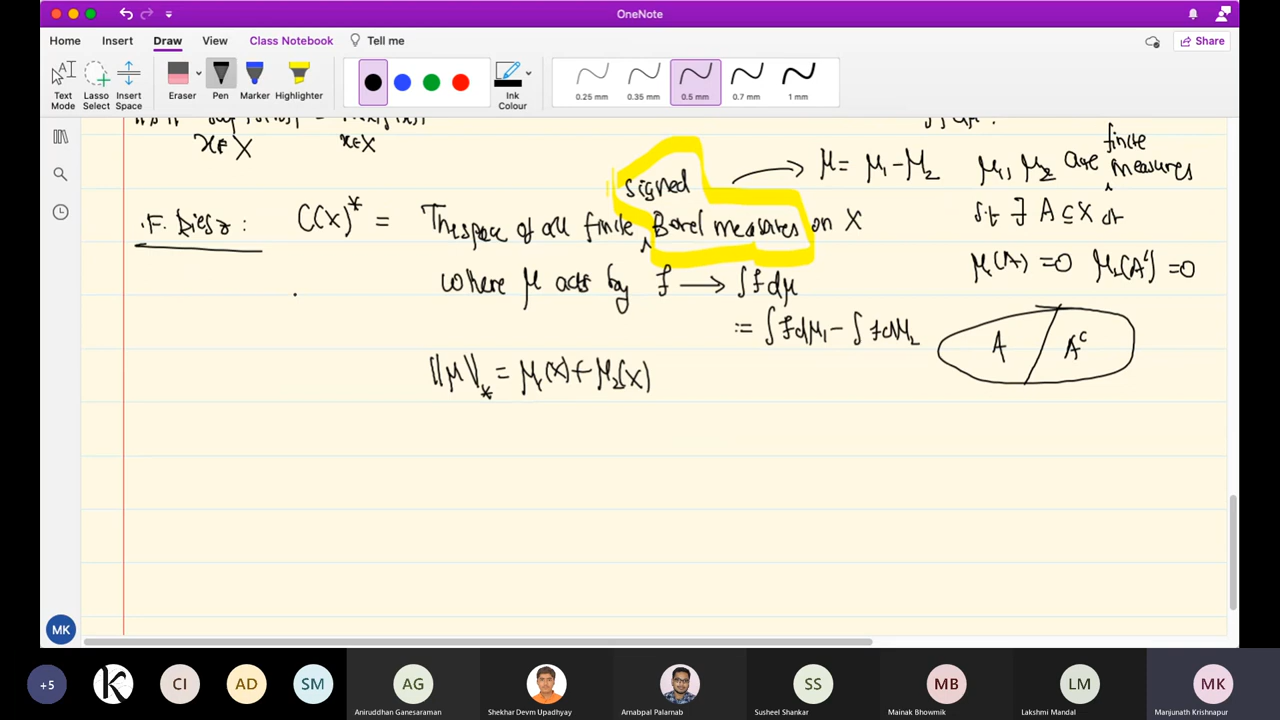 OneNote
Home Insert Draw View Class Notebook Tell me Share
Text Mode Lasso Select Insert Space Eraser Pen Marker Highlighter Ink Colour 0.25 mm 0.35 mm 0.5 mm 0.7 mm 1 mm
x∈X x∈X
finite
signed → μ = μ₁ − μ₂ μ₁, μ₂ are measures
F. Riesz : C(X)* = The space of all finite Borel measures on X s.t ∃ A ⊆ X st
μ₁(A) = 0 μ₂(Aᶜ) = 0
where μ acts by f → ∫f dμ
:= ∫f dμ₁ − ∫f dμ₂
A Aᶜ
‖μ‖* = μ₁(X) + μ₂(X)
MK
+5 K CI AD SM AG SS MB LM MK
Aniruddhan Ganesaraman Shekhar Devm Upadhyay Arnabpal Palarnab Susheel Shankar Mainak Bhowmik Lakshmi Mandal Manjunath Krishnapur